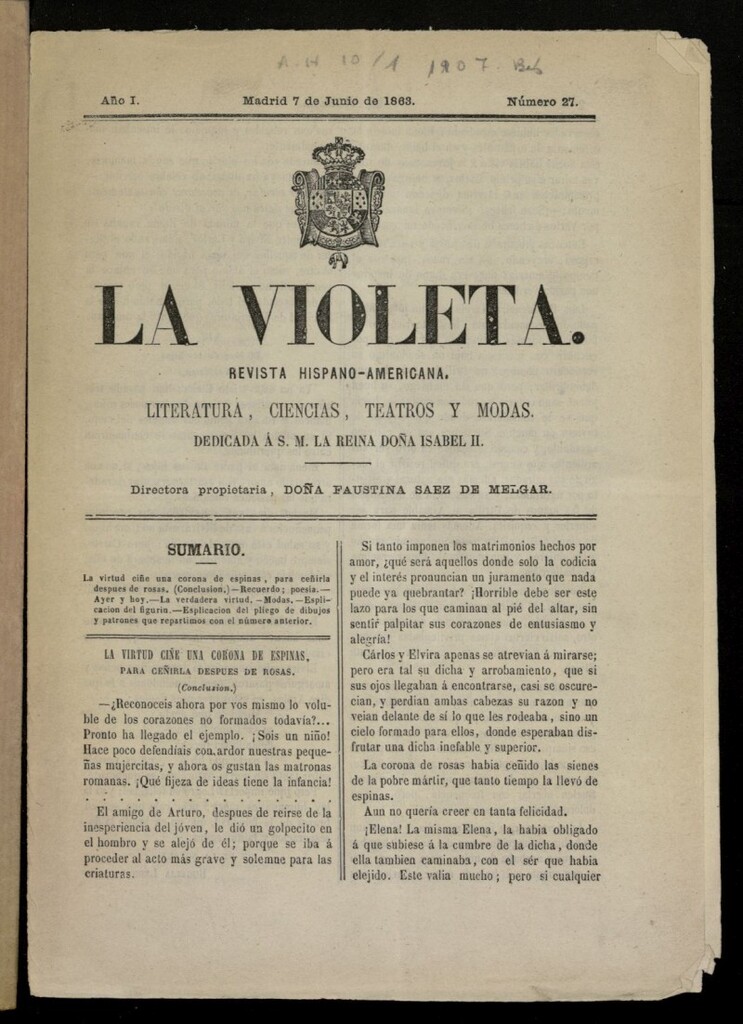 A.H 10/1 1907.
Año I. Madrid 7 de Junio de 1863. Número 27.
LA VIOLETA.
REVISTA HISPANO-AMERICANA.
LITERATURA, CIENCIAS, TEATROS Y MODAS.
DEDICADA Á S. M. LA REINA DOÑA ISABEL II.
Directora propietaria, DOÑA FAUSTINA SAEZ DE MELGAR.
SUMARIO.
La virtud ciñe una corona de espinas, para ceñirla
despues de rosas. (Conclusion.)—Recuerdo; poesia.—
Ayer y hoy.—La verdadera virtud.—Modas.—Espli-
cacion del figurin.—Esplicacion del pliego de dibujos
y patrones que repartimos con el número anterior.
LA VIRTUD CIÑE UNA CORONA DE ESPINAS,
PARA CEÑIRLA DESPUES DE ROSAS.
(Conclusion.)
—¿Reconoceis ahora por vos mismo lo volu-
ble de los corazones no formados todavía?...
Pronto ha llegado el ejemplo. ¡Sois un niño!
Hace poco defendíais con ardor nuestras peque-
ñas mujercitas, y ahora os gustan las matronas
romanas. ¡Qué fijeza de ideas tiene la infancia!
. . . . . . . . . . . . . . . . .
El amigo de Arturo, despues de reirse de la
inesperiencia del jóven, le dió un golpecito en
el hombro y se alejó de él; porque se iba á
proceder al acto más grave y solemne para las
criaturas.
Si tanto imponen los matrimonios hechos por
amor, ¿qué será aquellos donde solo la codicia
y el interés pronuncian un juramento que nada
puede ya quebrantar? ¡Horrible debe ser este
lazo para los que caminan al pié del altar, sin
sentir palpitar sus corazones de entusiasmo y
alegría!
Cárlos y Elvira apenas se atrevian á mirarse;
pero era tal su dicha y arrobamiento, que si
sus ojos llegaban á encontrarse, casi se oscure-
cian, y perdian ambas cabezas su razon y no
veian delante de sí lo que les rodeaba, sino un
cielo formado para ellos, donde esperaban dis-
frutar una dicha inefable y superior.
La corona de rosas habia ceñido las sienes
de la pobre mártir, que tanto tiempo la llevó de
espinas.
Aun no quería creer en tanta felicidad.
¡Elena! La misma Elena, la habia obligado
á que subiese á la cumbre de la dicha, donde
ella tambien caminaba, con el sér que habia
elejido. Este valia mucho; pero si cualquier